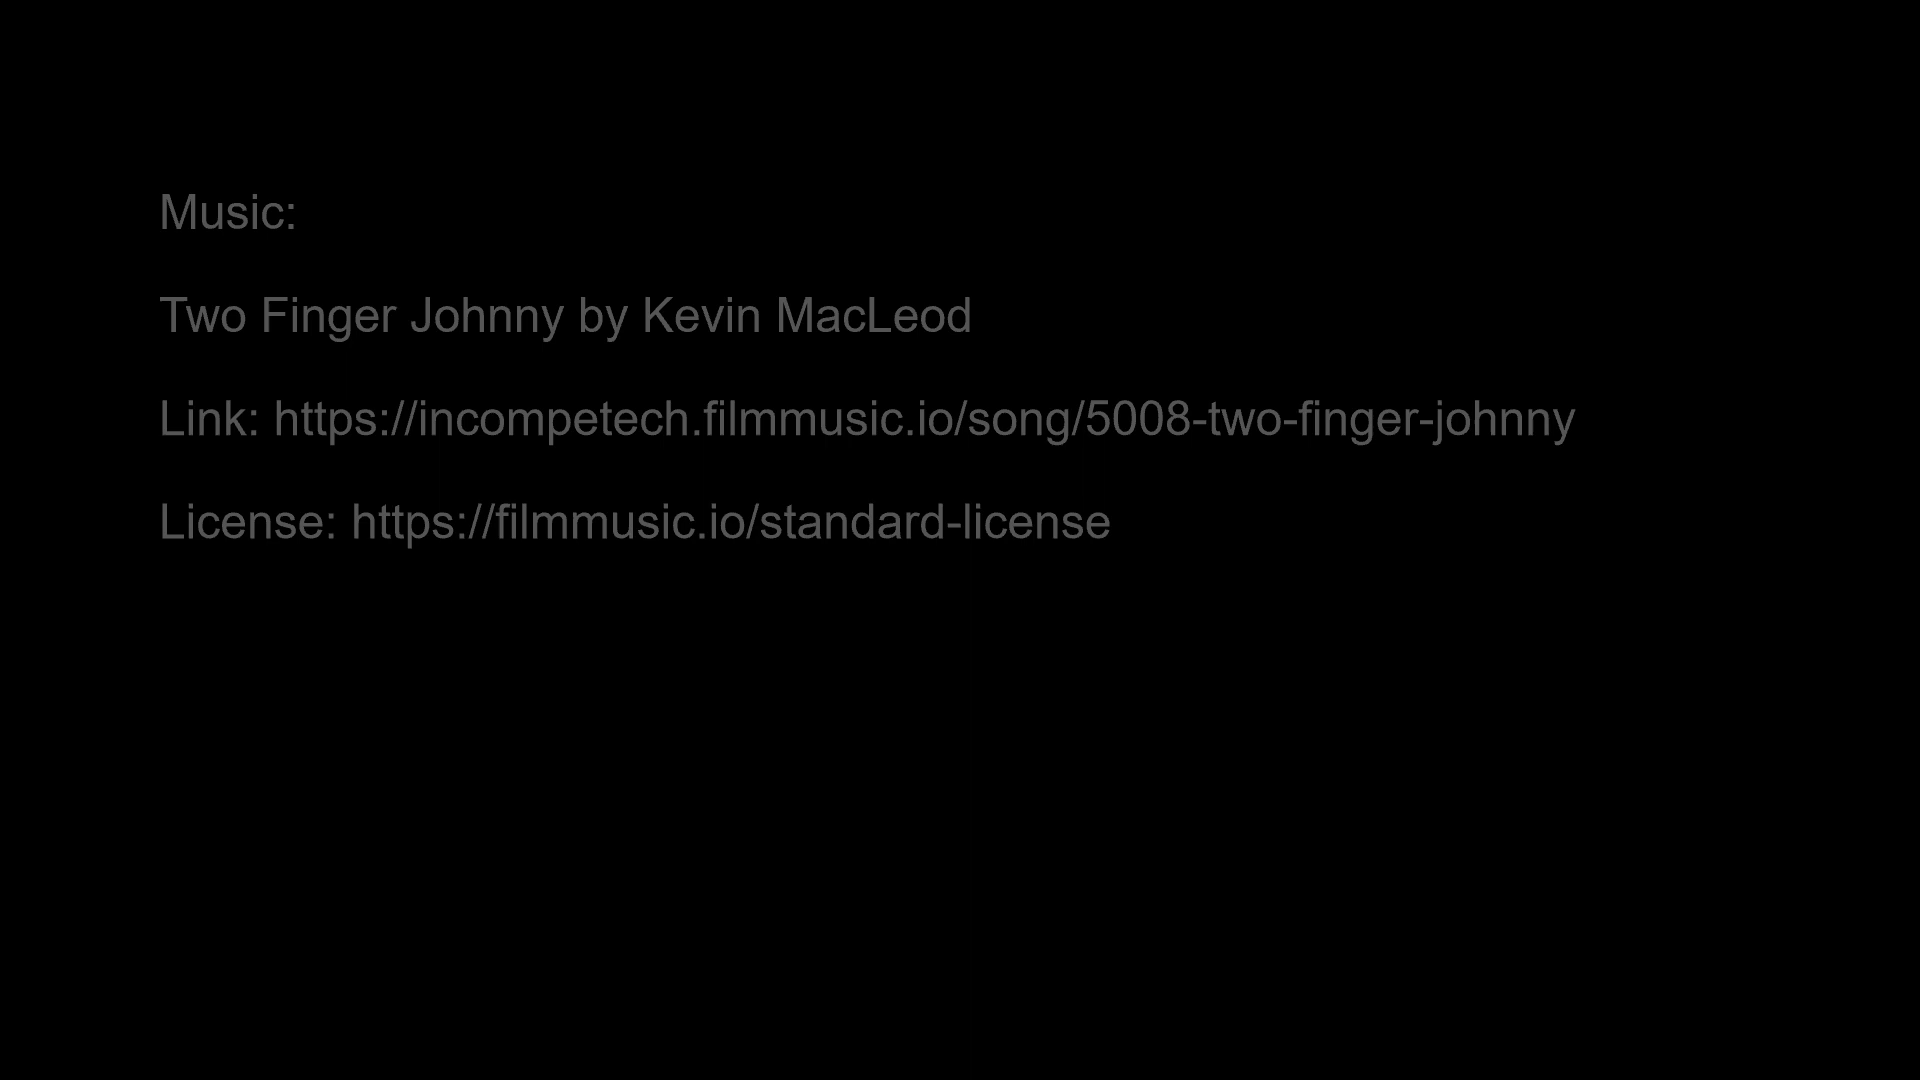 Music:
Two Finger Johnny by Kevin MacLeod
Link: https://incompetech.filmmusic.io/song/5008-two-finger-johnny
License: https://filmmusic.io/standard-license